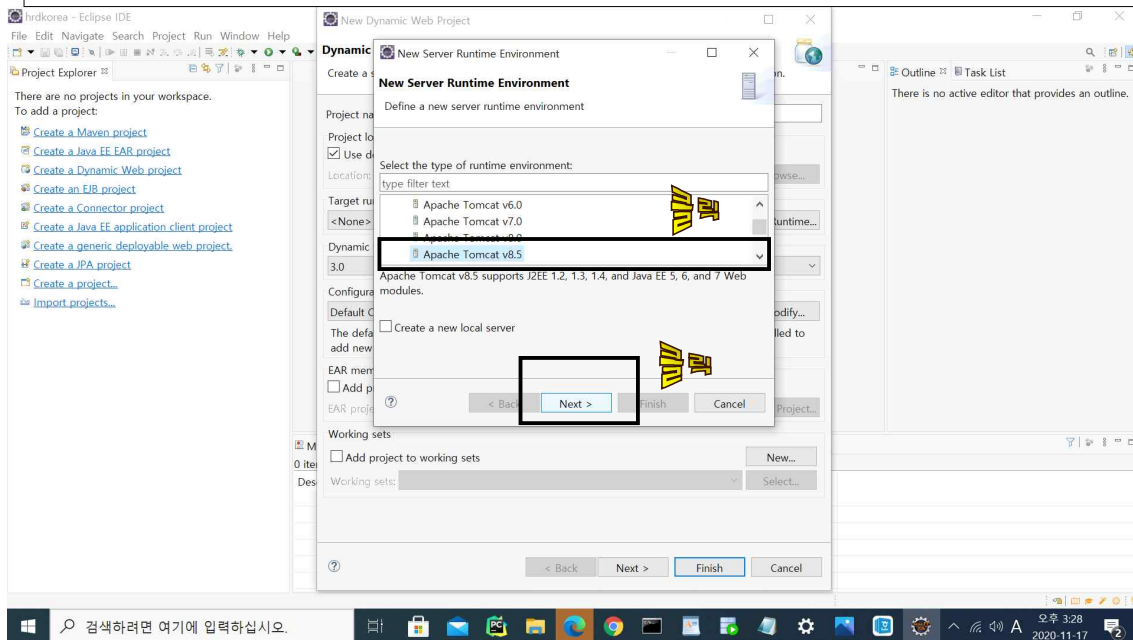 hrdkorea - Eclipse IDE
File Edit Navigate Search Project Run Window Help
Project Explorer
There are no projects in your workspace.
To add a project:
Create a Maven project
Create a Java EE EAR project
Create a Dynamic Web project
Create an EJB project
Create a Connector project
Create a Java EE application client project
Create a generic deployable web project.
Create a JPA project
Create a project...
Import projects...
New Dynamic Web Project
Dynamic
Create a
Project na
Project lo
Use d
Location:
Target ru
<None>
Runtime...
Dynamic
3.0
Configura
Default C
The defa
add new
EAR mem
Add p
EAR proje
Project...
Working sets
Add project to working sets
New...
Working sets:
Select...
< Back
Next >
Finish
Cancel
New Server Runtime Environment
New Server Runtime Environment
Define a new server runtime environment
Select the type of runtime environment:
type filter text
Apache Tomcat v6.0
Apache Tomcat v7.0
Apache Tomcat v8.0
Apache Tomcat v8.5
Apache Tomcat v8.5 supports J2EE 1.2, 1.3, 1.4, and Java EE 5, 6, and 7 Web
modules.
Create a new local server
< Back
Next >
Finish
Cancel
클릭
클릭
Outline
Task List
There is no active editor that provides an outline.
검색하려면 여기에 입력하십시오.
A
오후 3:28
2020-11-17
2